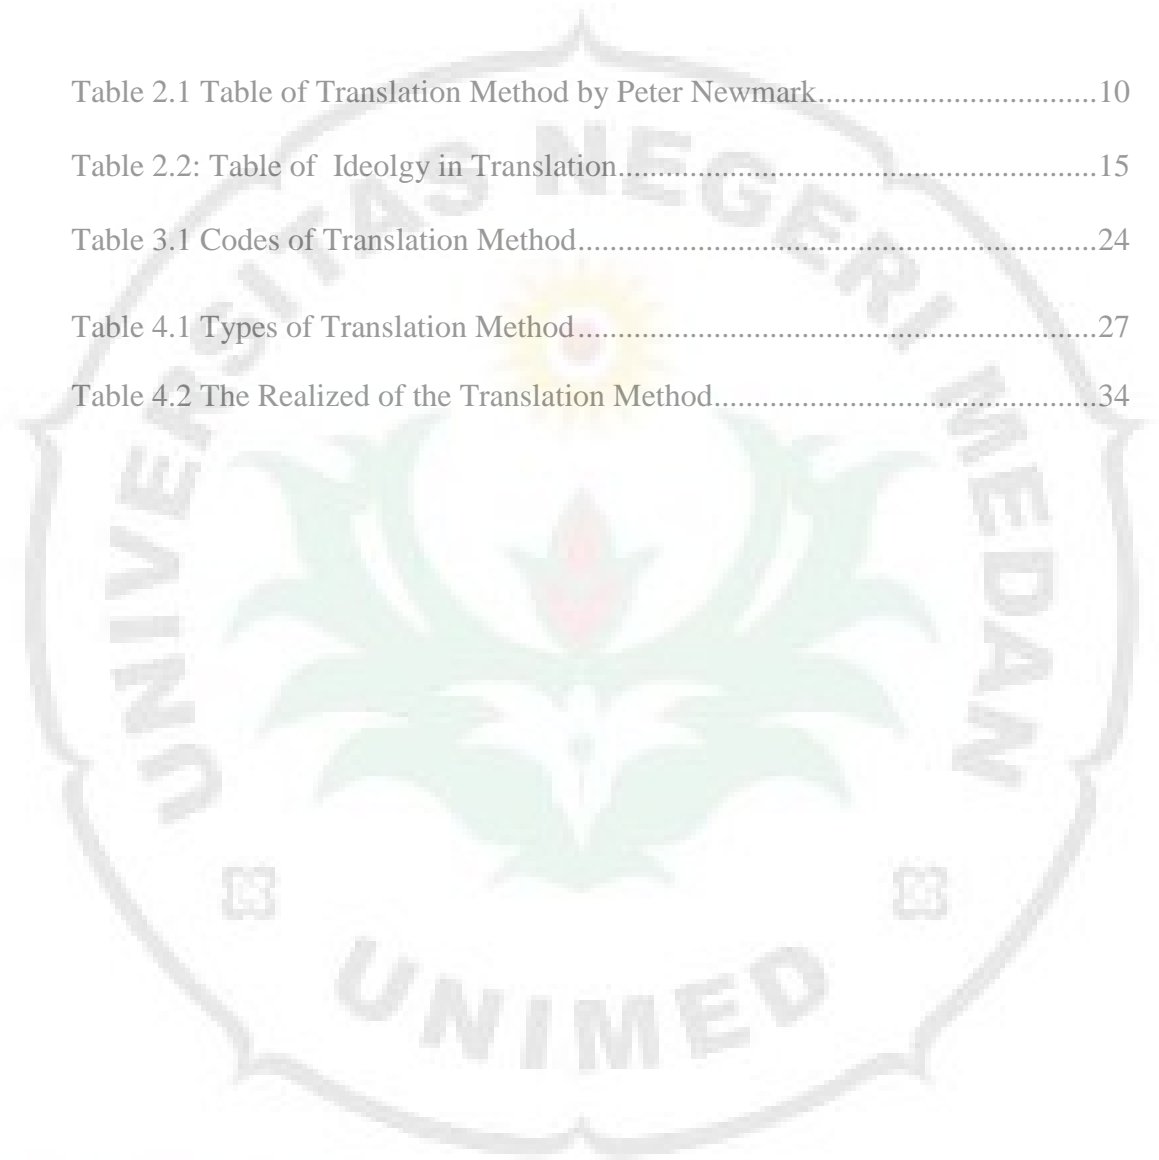 Table 2.1 Table of Translation Method by Peter Newmark...................................10
Table 2.2: Table of  Ideolgy in Translation............................................................15
Table 3.1 Codes of Translation Method.................................................................24
Table 4.1 Types of Translation Method.................................................................27
Table 4.2 The Realized of the Translation Method................................................34
UNIVERSITAS NEGERI MEDAN
UNIMED